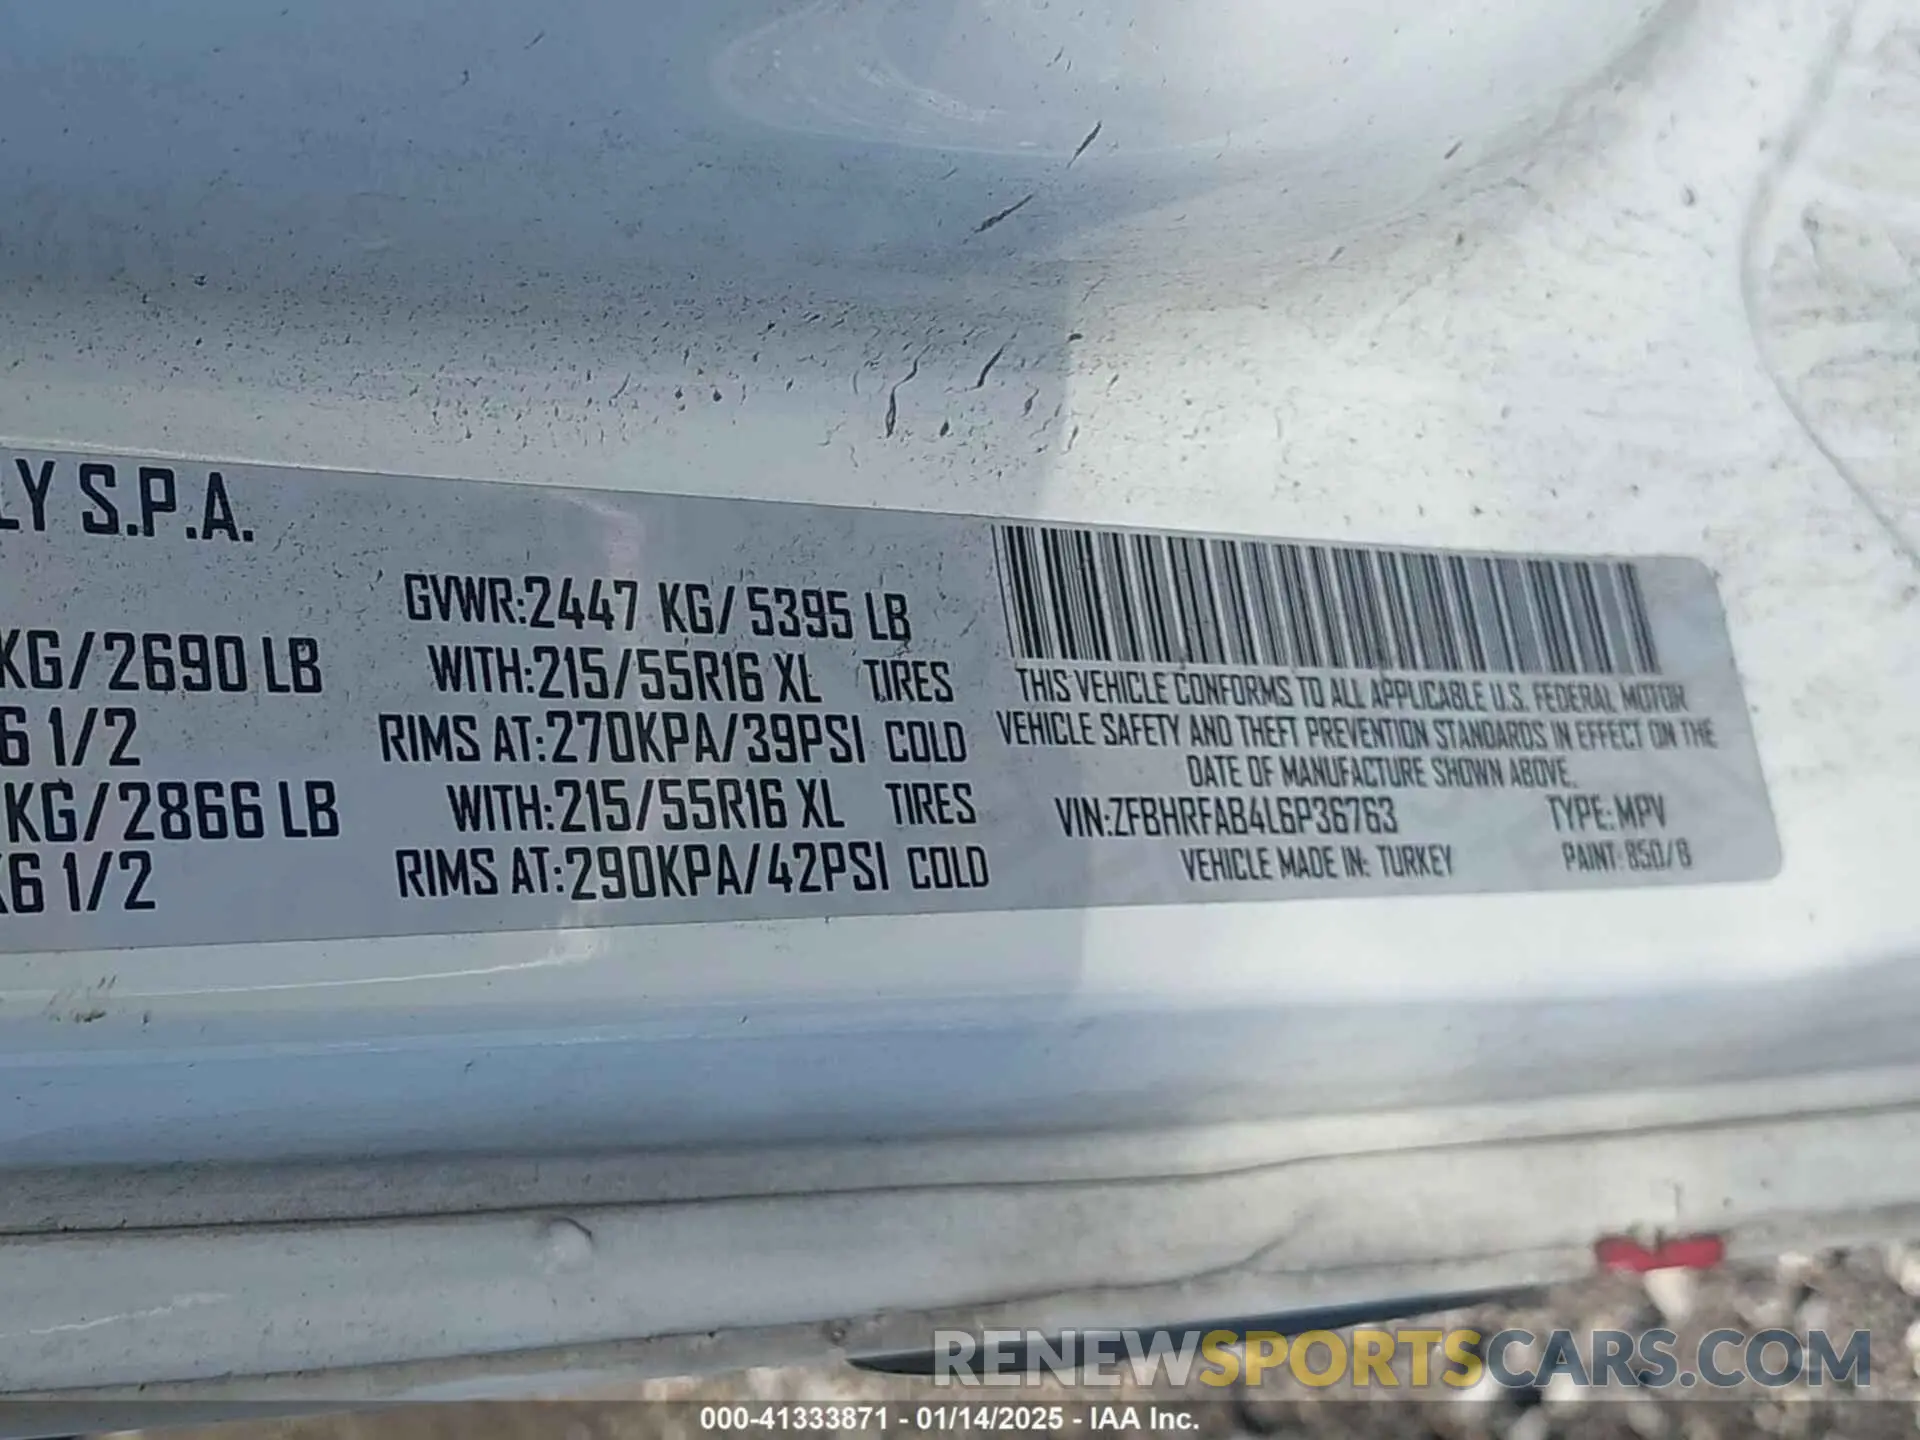 LY S.P.A.
GVWR:2447 KG/5395 LB
KG/2690 LB WITH:215/55R16 XL TIRES
6 1/2 RIMS AT:270KPA/39PSI COLD
KG/2866 LB WITH:215/55R16 XL TIRES
X6 1/2 RIMS AT:290KPA/42PSI COLD
THIS VEHICLE CONFORMS TO ALL APPLICABLE U.S. FEDERAL MOTOR
VEHICLE SAFETY AND THEFT PREVENTION STANDARDS IN EFFECT ON THE
DATE OF MANUFACTURE SHOWN ABOVE.
VIN:ZFBHRFAB4L6P36763 TYPE:MPV
VEHICLE MADE IN: TURKEY PAINT: 850/B
RENEWSPORTSCARS.COM
000-41333871 - 01/14/2025 - IAA Inc.